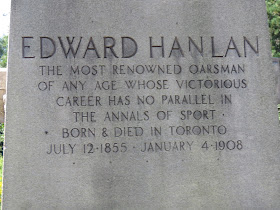 EDWARD HANLAN
THE MOST RENOWNED OARSMAN
OF ANY AGE WHOSE VICTORIOUS
CAREER HAS NO PARALLEL IN
THE ANNALS OF SPORT ·
· BORN & DIED IN TORONTO
JULY 12·1855 · JANUARY 4·1908